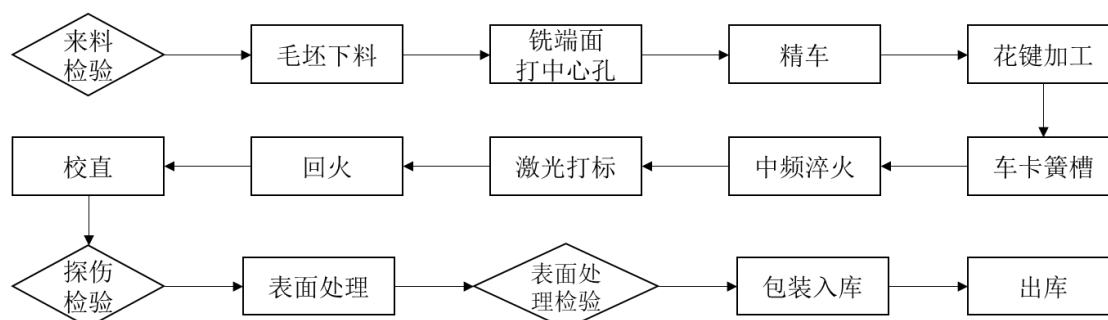 来料
检验
毛坯下料
铣端面
打中心孔
精车
花键加工
车卡簧槽
中频淬火
激光打标
回火
校直
探伤
检验
表面处理
表面处
理检验
包装入库
出库